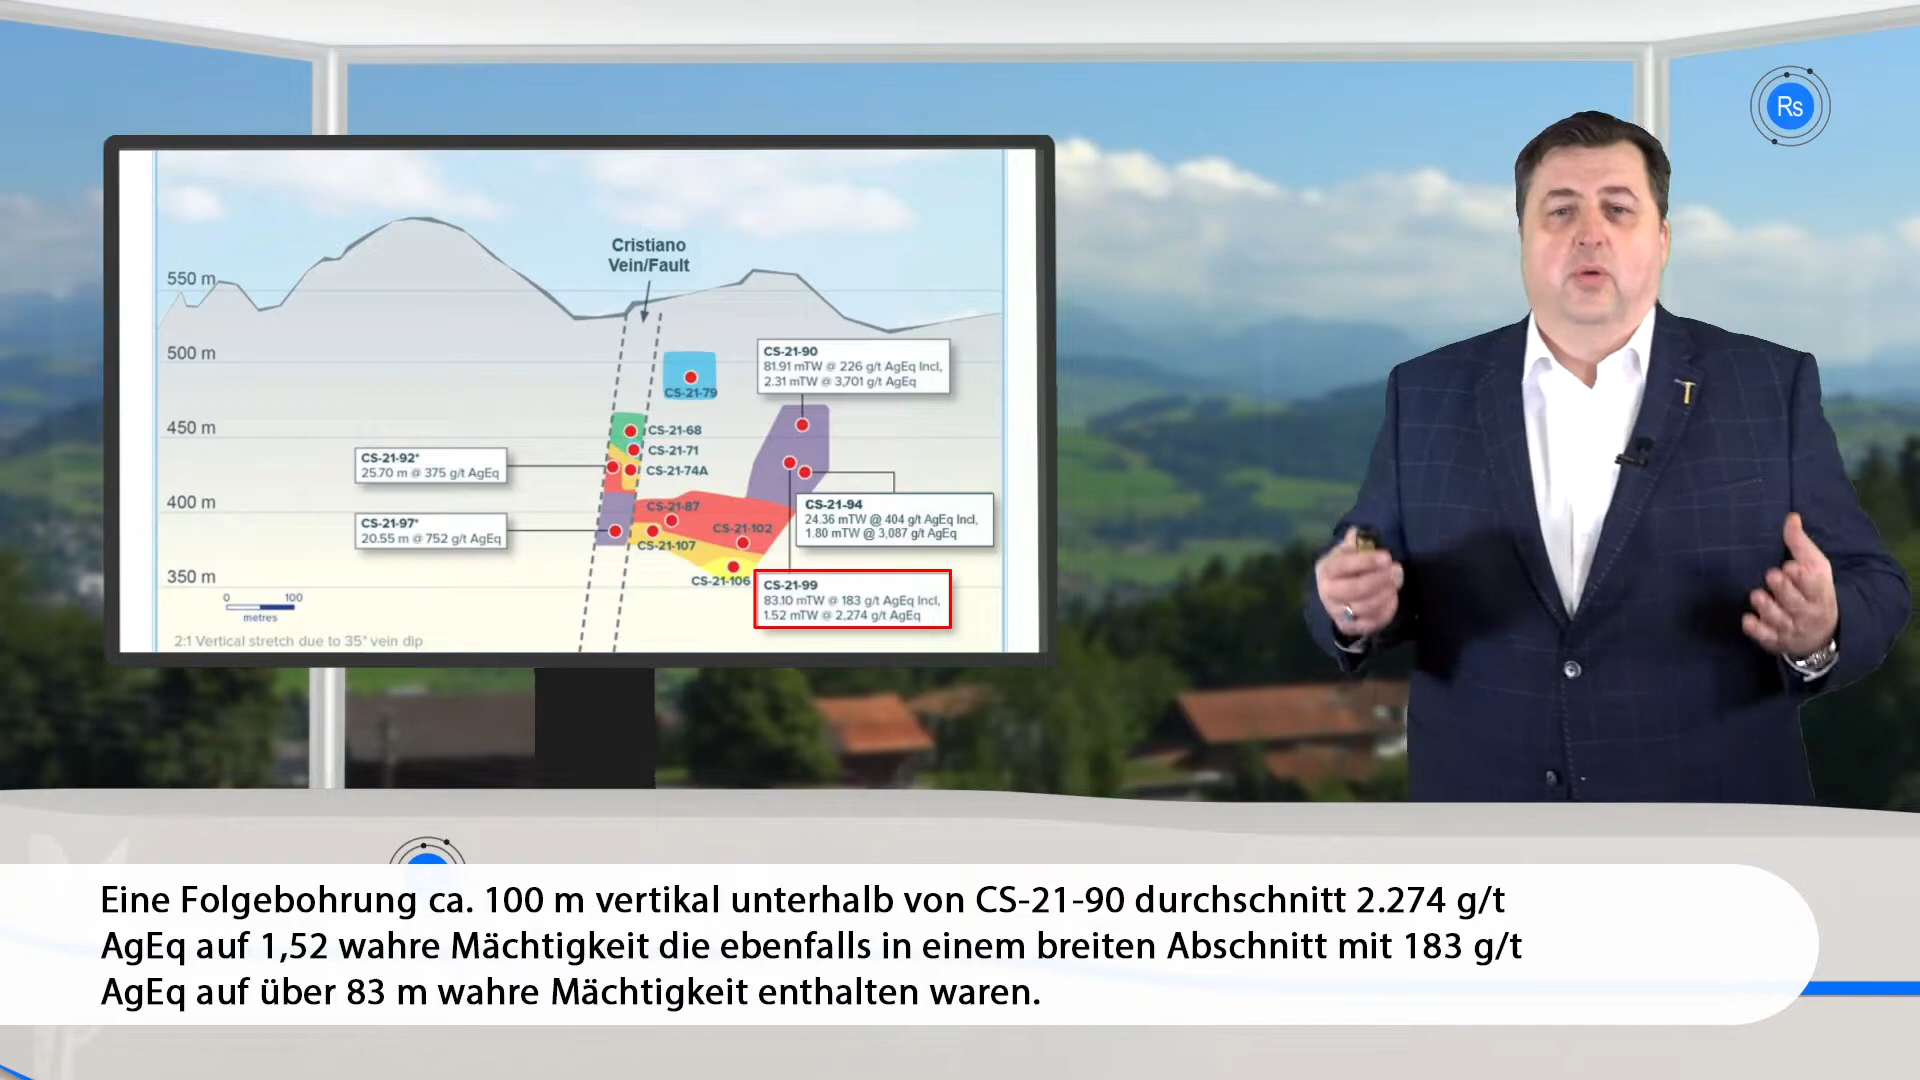 Rs
Cristiano
Vein/Fault
550 m
500 m
450 m
400 m
350 m
CS-21-90
81.91 mTW @ 226 g/t AgEq Incl,
2.31 mTW @ 3,701 g/t AgEq
CS-21-79
CS-21-68
CS-21-71
CS-21-74A
CS-21-92*
25.70 m @ 375 g/t AgEq
CS-21-97*
20.55 m @ 752 g/t AgEq
CS-21-87
CS-21-102
CS-21-107
CS-21-106
CS-21-94
24.36 mTW @ 404 g/t AgEq Incl,
1.80 mTW @ 3,087 g/t AgEq
CS-21-99
83.10 mTW @ 183 g/t AgEq Incl,
1.52 mTW @ 2,274 g/t AgEq
0 100
metres
2:1 Vertical stretch due to 35° vein dip
Eine Folgebohrung ca. 100 m vertikal unterhalb von CS-21-90 durchschnitt 2.274 g/t
AgEq auf 1,52 wahre Mächtigkeit die ebenfalls in einem breiten Abschnitt mit 183 g/t
AgEq auf über 83 m wahre Mächtigkeit enthalten waren.